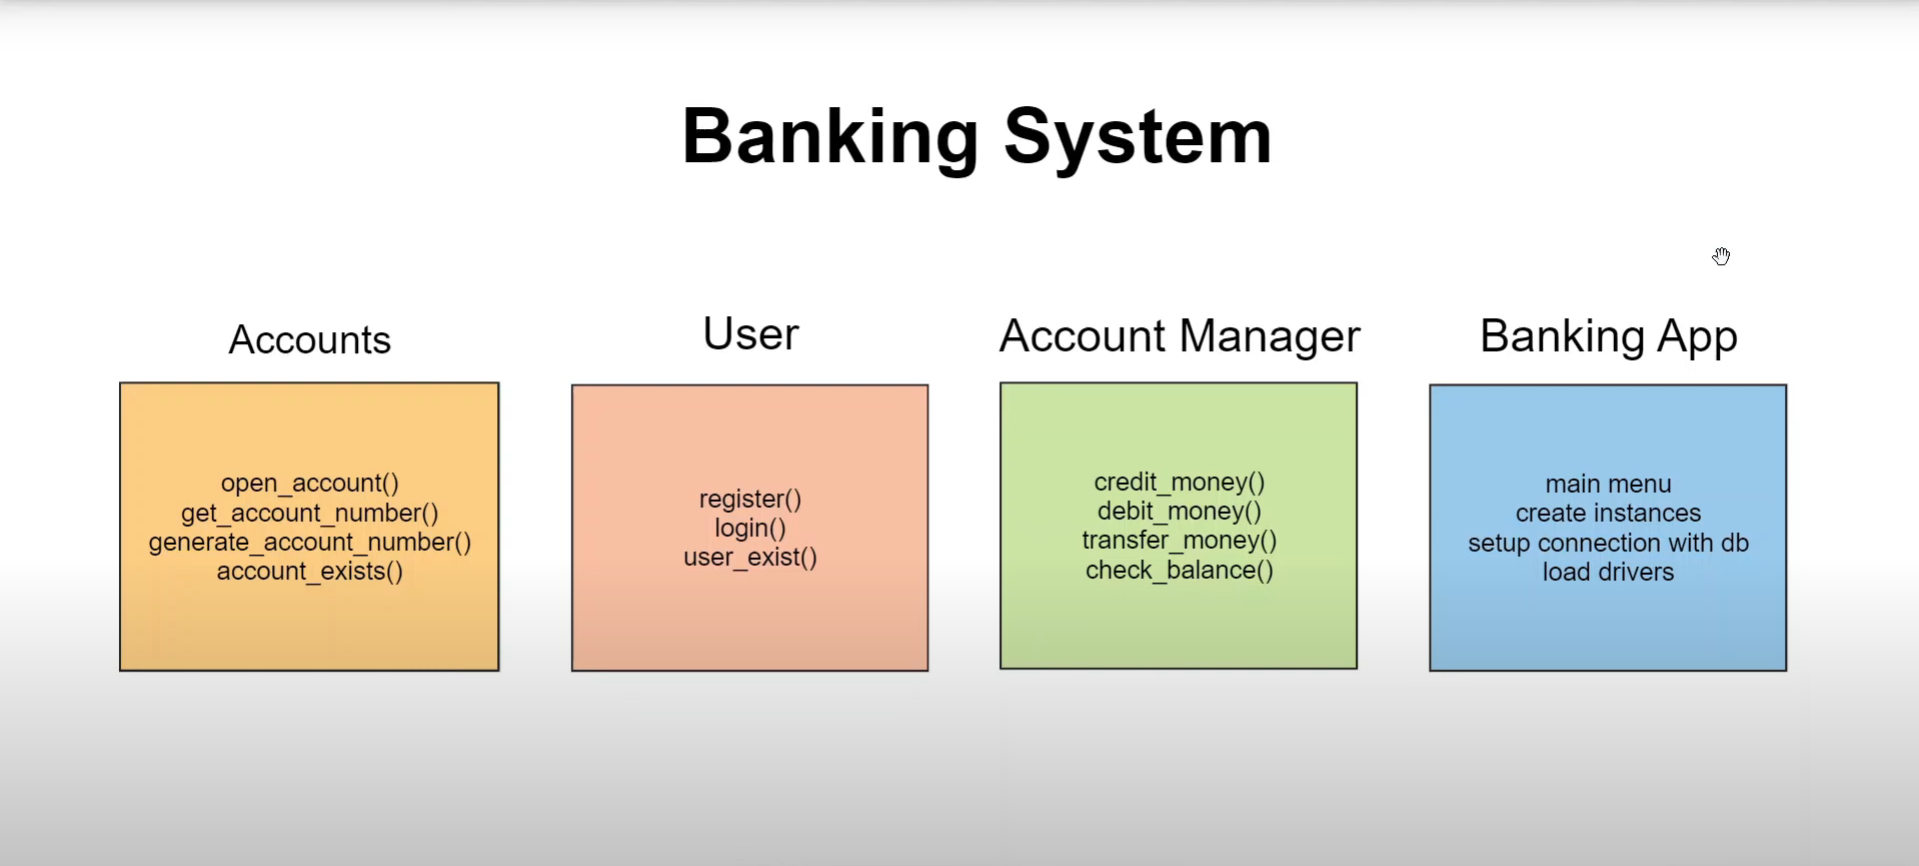 Banking System
Accounts
open_account()
get_account_number()
generate_account_number()
account_exists()
User
register()
login()
user_exist()
Account Manager
credit_money()
debit_money()
transfer_money()
check_balance()
Banking App
main menu
create instances
setup connection with db
load drivers